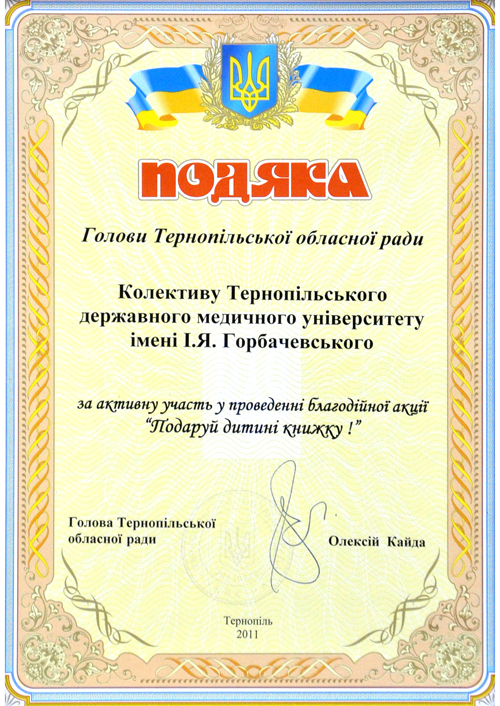 ПОДЯКА
Голови Тернопільської обласної ради
Колективу Тернопільського
державного медичного університету
імені І.Я. Горбачевського
за активну участь у проведенні благодійної акції
“Подаруй дитині книжку !”
Голова Тернопільської
обласної ради
Олексій Кайда
Тернопіль
2011